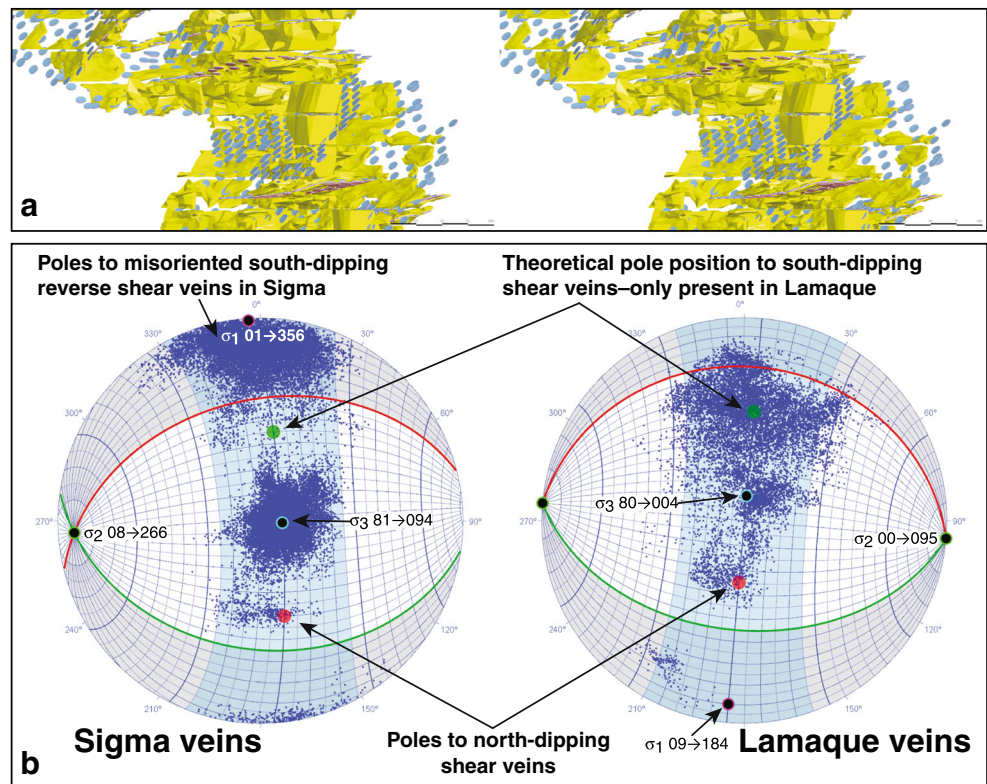 a
Poles to misoriented south-dipping
reverse shear veins in Sigma
Theoretical pole position to south-dipping
shear veins–only present in Lamaque
0°
330°
30°
300°
60°
270°
90°
240°
120°
210°
150°
σ1 01→356
σ3 81→094
σ2 08→266
0°
330°
30°
300°
60°
270°
90°
240°
120°
210°
150°
σ3 80→004
σ2 00→095
σ1 09→184
Sigma veins
Poles to north-dipping
shear veins
Lamaque veins
b